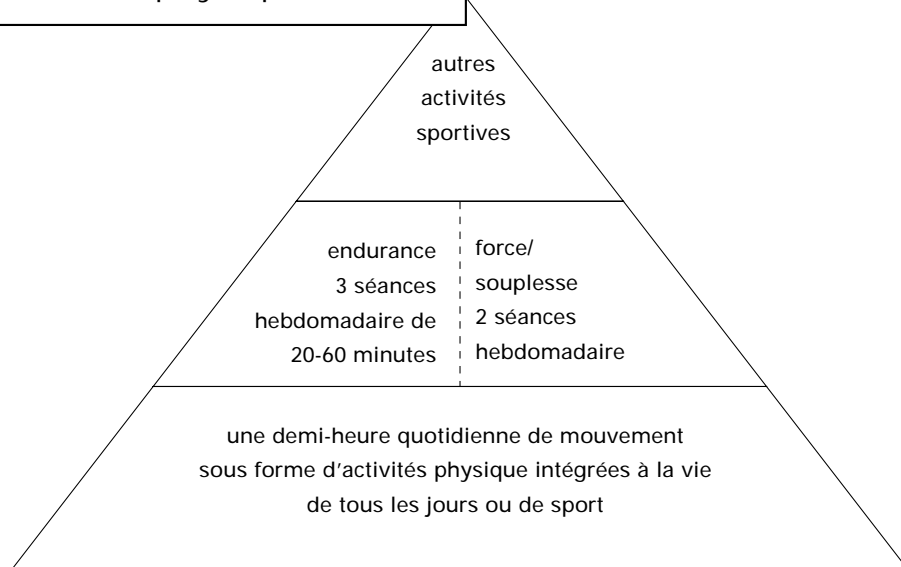 autres
activités
sportives
endurance
3 séances
hebdomadaire de
20-60 minutes
force/
souplesse
2 séances
hebdomadaire
une demi-heure quotidienne de mouvement
sous forme d'activités physique intégrées à la vie
de tous les jours ou de sport